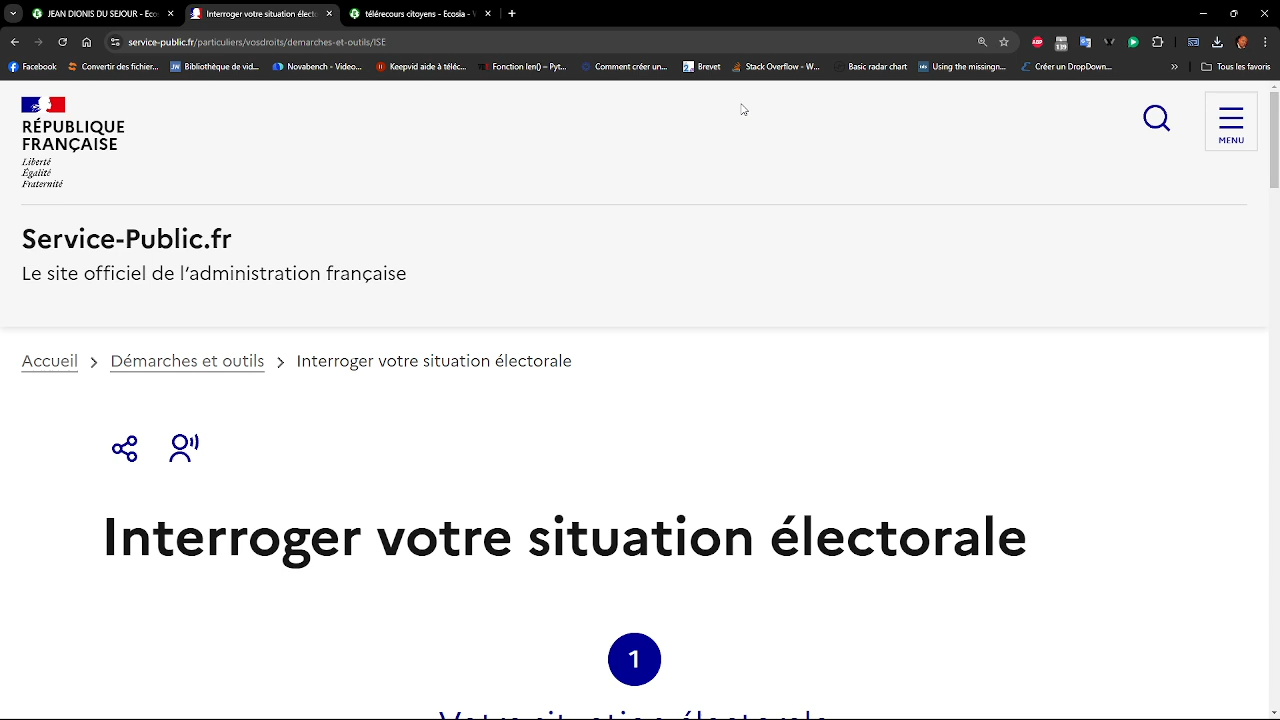 JEAN DIONIS DU SEJOUR - Eco
Interroger votre situation élect
télérecours citoyens - Ecosia -
service-public.fr/particuliers/vosdroits/demarches-et-outils/ISE
Facebook
Convertir des fichier...
Bibliothèque de vid...
Novabench - Video...
Keepvid aide à téléc...
Fonction len() – Pyt...
Comment créer un...
Brevet
Stack Overflow - W...
Basic radar chart
Using the missingn...
Créer un DropDown...
»
Tous les favoris
RÉPUBLIQUE
FRANÇAISE
Liberté
Égalité
Fraternité
MENU
Service-Public.fr
Le site officiel de l’administration française
Accueil > Démarches et outils > Interroger votre situation électorale
Interroger votre situation électorale
1
Votre situation électorale